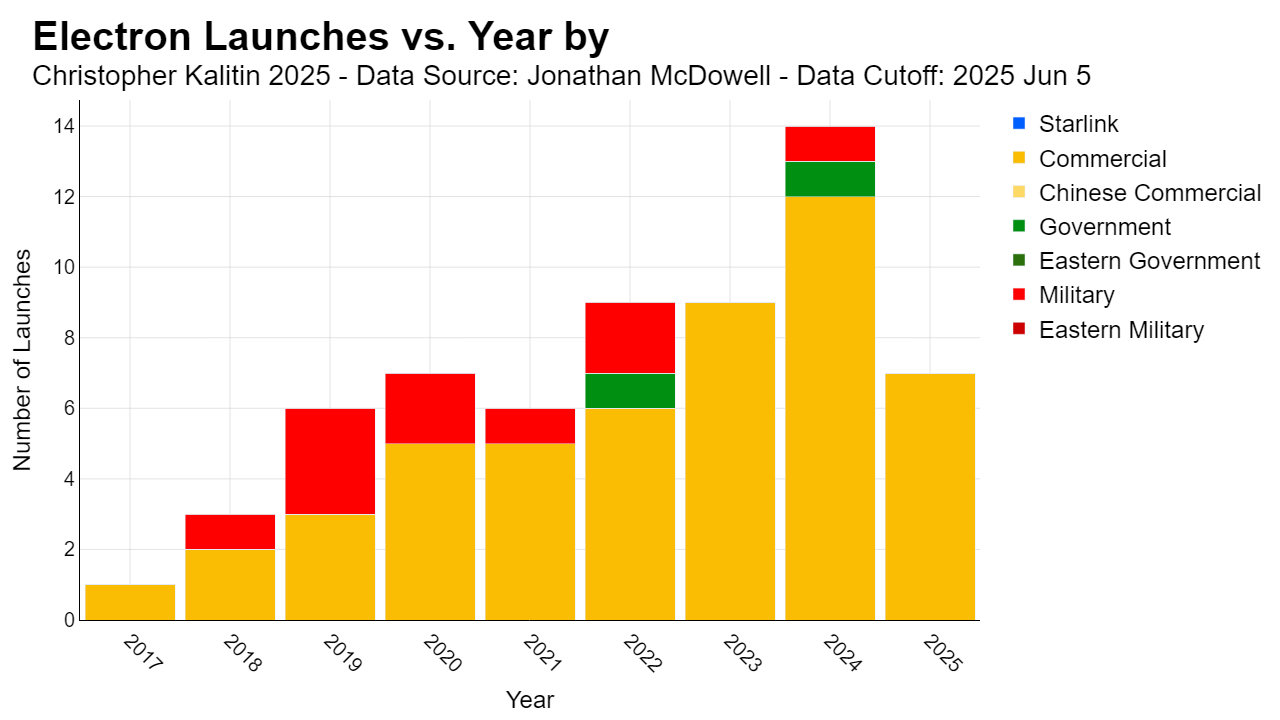 Electron Launches vs. Year by
Christopher Kalitin 2025 - Data Source: Jonathan McDowell - Data Cutoff: 2025 Jun 5
Number of Launches
14
12
10
8
6
4
2
0
2017
2018
2019
2020
2021
2022
2023
2024
2025
Year
Starlink
Commercial
Chinese Commercial
Government
Eastern Government
Military
Eastern Military